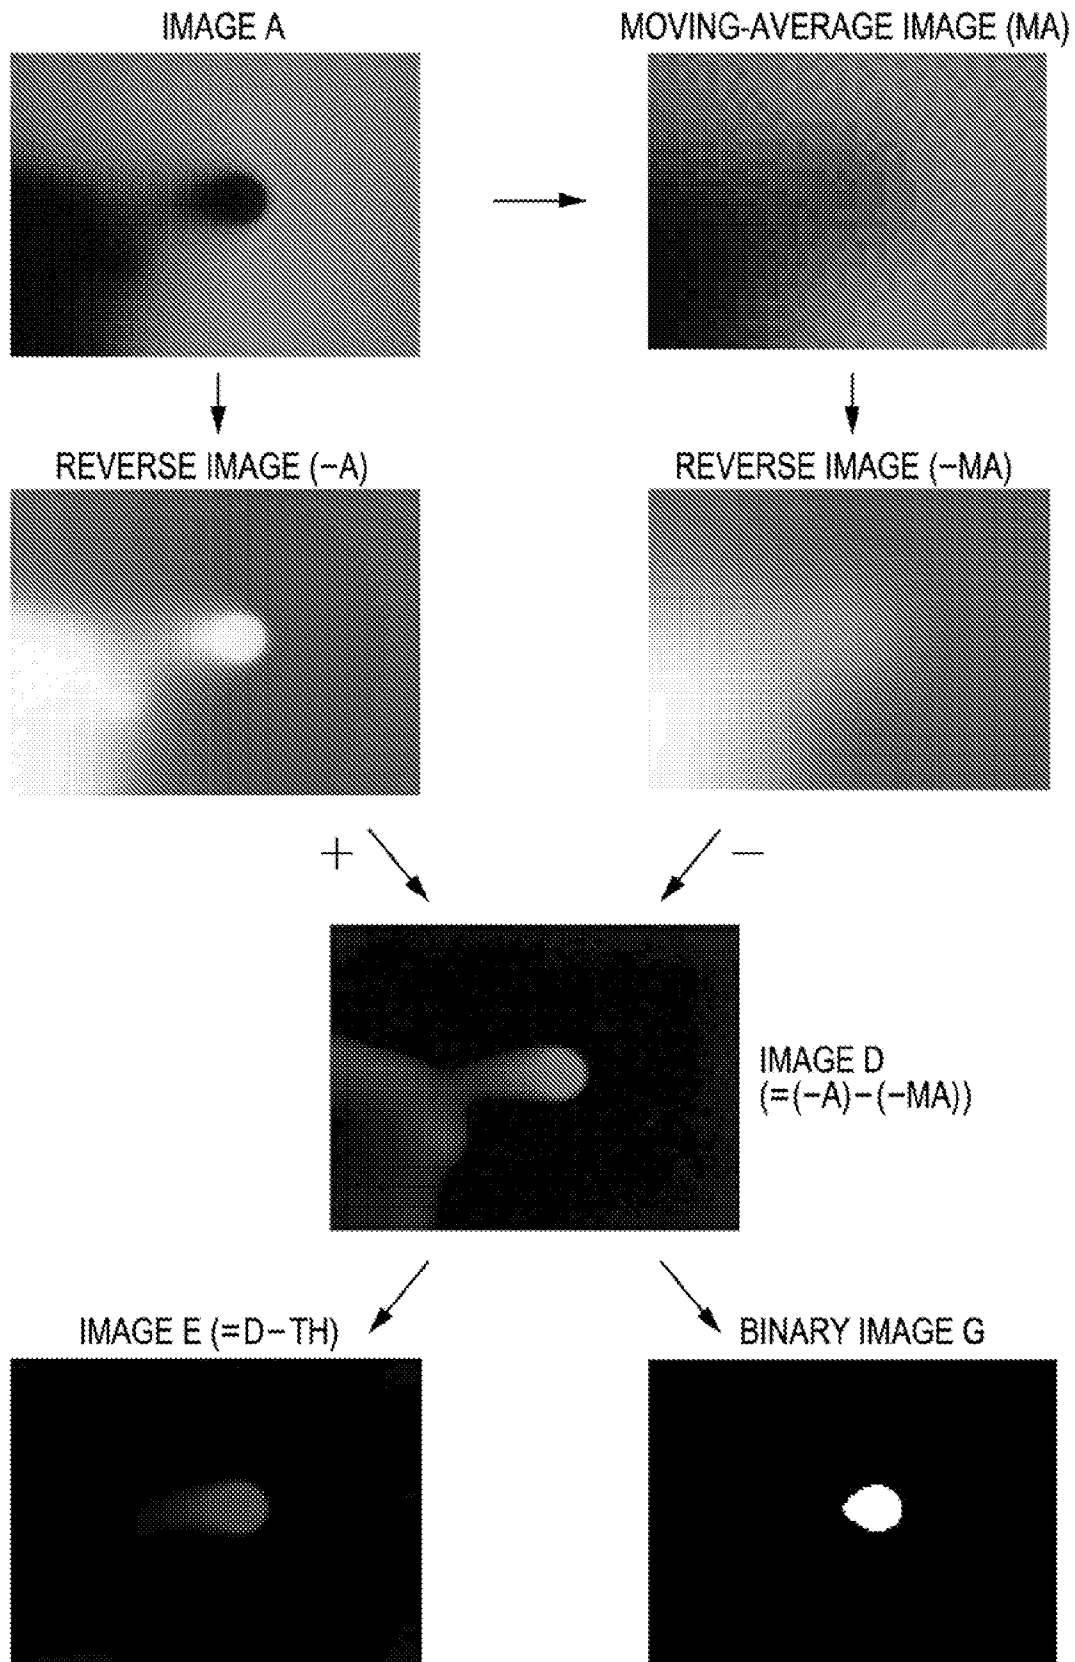 IMAGE A
MOVING-AVERAGE IMAGE (MA)
REVERSE IMAGE (−A)
REVERSE IMAGE (−MA)
+
−
IMAGE D
(=(−A)−(−MA))
IMAGE E (=D−TH)
BINARY IMAGE G